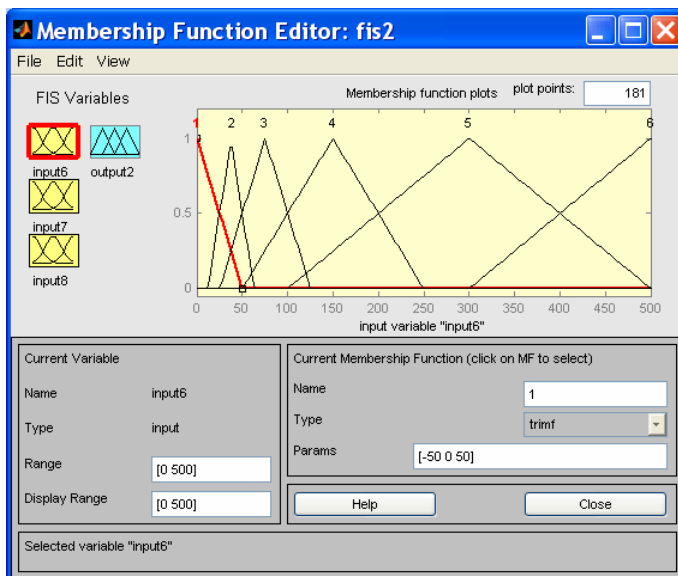 Membership Function Editor: fis2
File Edit View
FIS Variables
Membership function plots plot points: 181
input6 output2
input7
input8
1 2 3 4 5 6
1
0.5
0
0 50 100 150 200 250 300 350 400 450 500
input variable "input6"
Current Variable
Name input6
Type input
Range [0 500]
Display Range [0 500]
Current Membership Function (click on MF to select)
Name 1
Type trimf
Params [-50 0 50]
Help Close
Selected variable "input6"